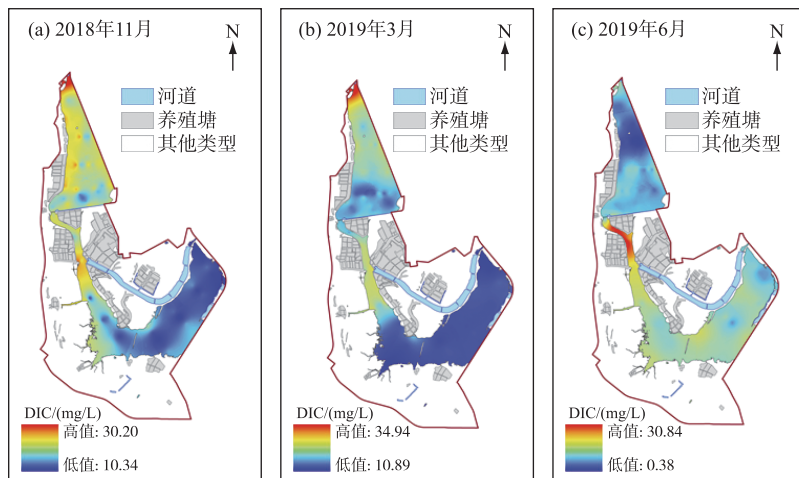 (a) 2018年11月
N
河道
养殖塘
其他类型
DIC/(mg/L)
高值: 30.20
低值: 10.34
(b) 2019年3月
N
河道
养殖塘
其他类型
DIC/(mg/L)
高值: 34.94
低值: 10.89
(c) 2019年6月
N
河道
养殖塘
其他类型
DIC/(mg/L)
高值: 30.84
低值: 0.38